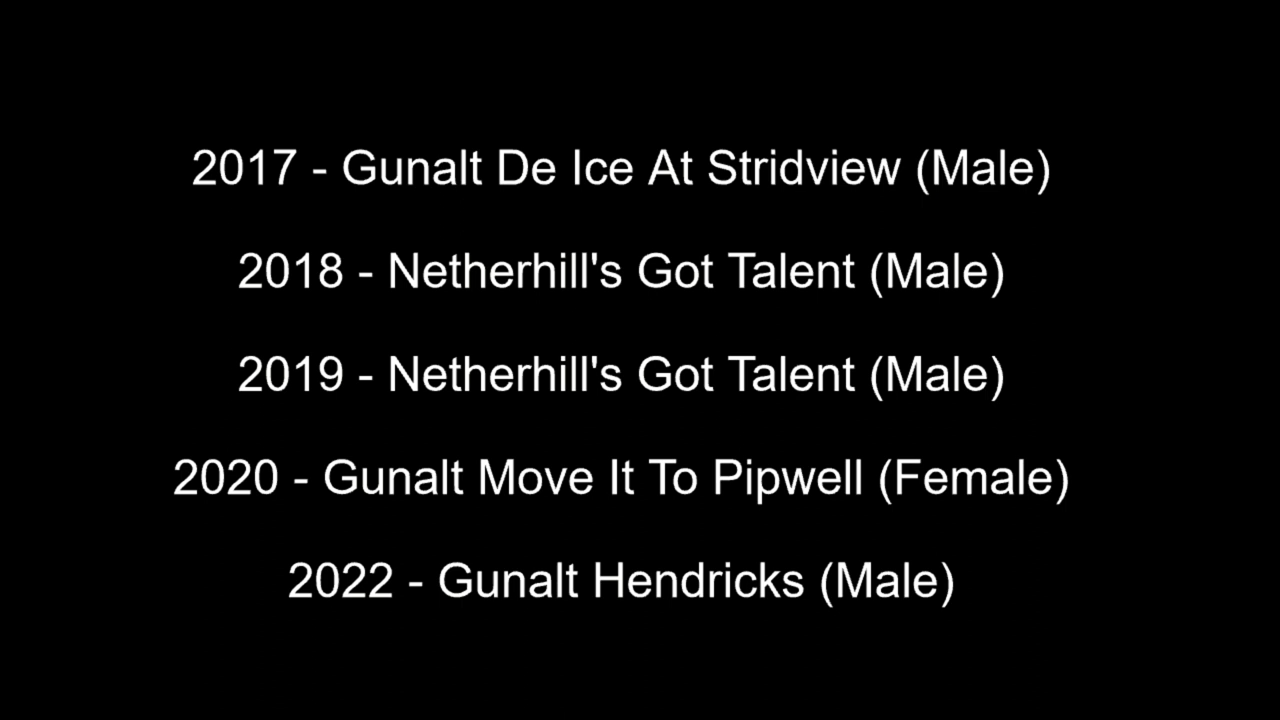 2017 - Gunalt De Ice At Stridview (Male)
2018 - Netherhill's Got Talent (Male)
2019 - Netherhill's Got Talent (Male)
2020 - Gunalt Move It To Pipwell (Female)
2022 - Gunalt Hendricks (Male)